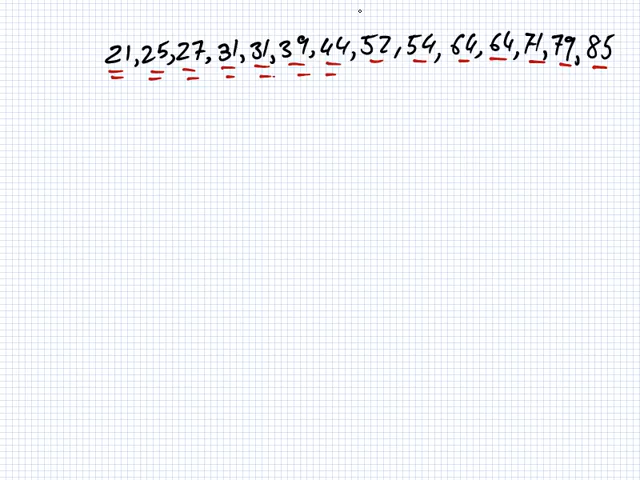 21, 25, 27, 31, 31, 39, 44, 52, 54, 64, 64, 71, 79, 85